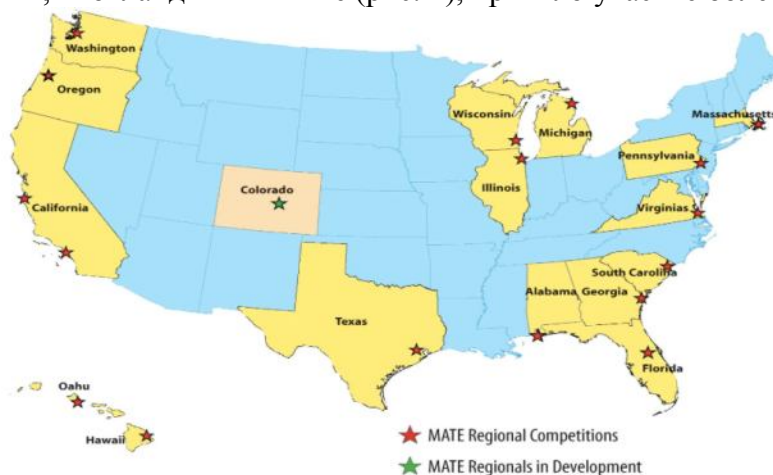 Washington
Oregon
California
Colorado
Texas
Wisconsin
Michigan
Illinois
Massachusetts
Pennsylvania
Virginias
South Carolina
Alabama
Georgia
Florida
Oahu
Hawaii
MATE Regional Competitions
MATE Regionals in Development